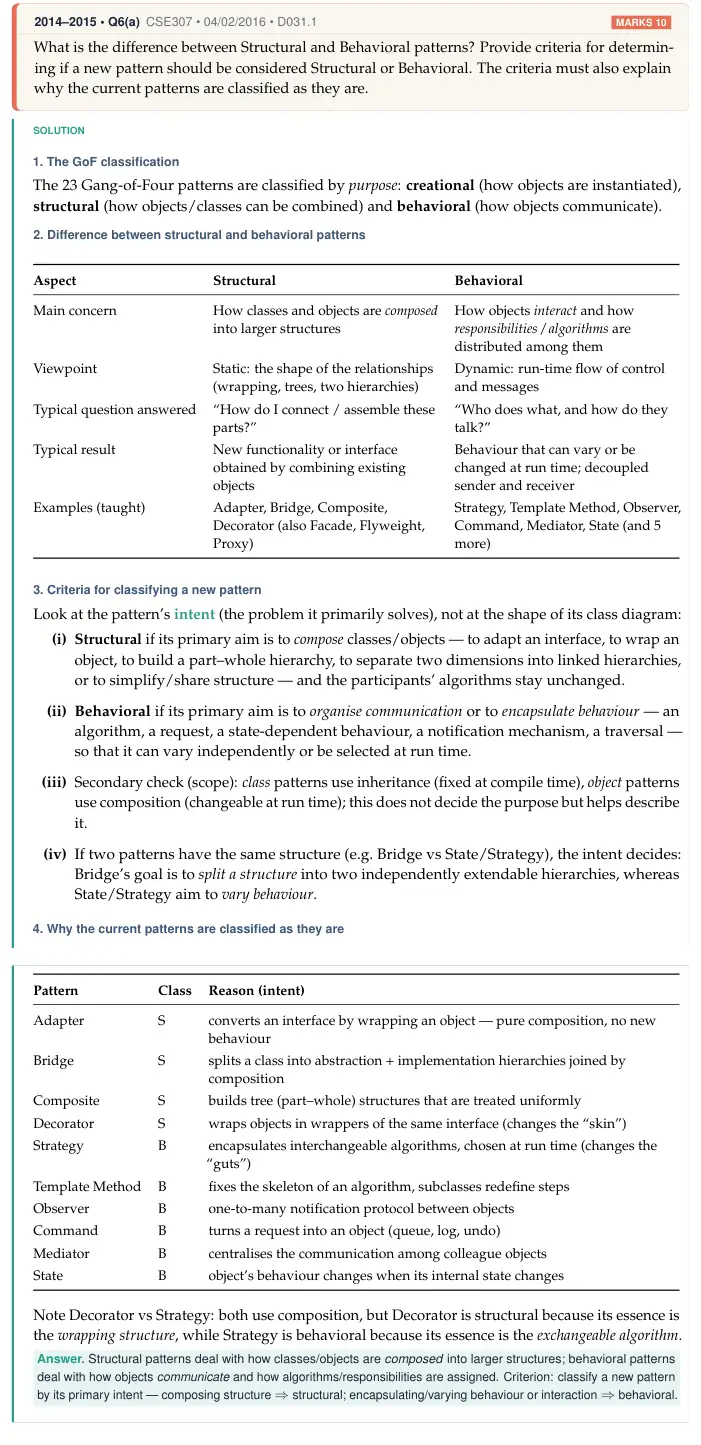 2014–2015 • Q6(a) CSE307 • 04/02/2016 • D031.1 MARKS 10
What is the difference between Structural and Behavioral patterns? Provide criteria for determin-
ing if a new pattern should be considered Structural or Behavioral. The criteria must also explain
why the current patterns are classified as they are.
SOLUTION
1. The GoF classification
The 23 Gang-of-Four patterns are classified by purpose: creational (how objects are instantiated),
structural (how objects/classes can be combined) and behavioral (how objects communicate).
2. Difference between structural and behavioral patterns
Aspect Structural Behavioral
Main concern How classes and objects are composed How objects interact and how
into larger structures responsibilities / algorithms are
distributed among them
Viewpoint Static: the shape of the relationships Dynamic: run-time flow of control
(wrapping, trees, two hierarchies) and messages
Typical question answered “How do I connect / assemble these “Who does what, and how do they
parts?” talk?”
Typical result New functionality or interface Behaviour that can vary or be
obtained by combining existing changed at run time; decoupled
objects sender and receiver
Examples (taught) Adapter, Bridge, Composite, Strategy, Template Method, Observer,
Decorator (also Facade, Flyweight, Command, Mediator, State (and 5
Proxy) more)
3. Criteria for classifying a new pattern
Look at the pattern’s intent (the problem it primarily solves), not at the shape of its class diagram:
(i) Structural if its primary aim is to compose classes/objects — to adapt an interface, to wrap an
object, to build a part–whole hierarchy, to separate two dimensions into linked hierarchies,
or to simplify/share structure — and the participants’ algorithms stay unchanged.
(ii) Behavioral if its primary aim is to organise communication or to encapsulate behaviour — an
algorithm, a request, a state-dependent behaviour, a notification mechanism, a traversal —
so that it can vary independently or be selected at run time.
(iii) Secondary check (scope): class patterns use inheritance (fixed at compile time), object patterns
use composition (changeable at run time); this does not decide the purpose but helps describe
it.
(iv) If two patterns have the same structure (e.g. Bridge vs State/Strategy), the intent decides:
Bridge’s goal is to split a structure into two independently extendable hierarchies, whereas
State/Strategy aim to vary behaviour.
4. Why the current patterns are classified as they are
Pattern Class Reason (intent)
Adapter S converts an interface by wrapping an object — pure composition, no new
behaviour
Bridge S splits a class into abstraction + implementation hierarchies joined by
composition
Composite S builds tree (part–whole) structures that are treated uniformly
Decorator S wraps objects in wrappers of the same interface (changes the “skin”)
Strategy B encapsulates interchangeable algorithms, chosen at run time (changes the
“guts”)
Template Method B fixes the skeleton of an algorithm, subclasses redefine steps
Observer B one-to-many notification protocol between objects
Command B turns a request into an object (queue, log, undo)
Mediator B centralises the communication among colleague objects
State B object’s behaviour changes when its internal state changes
Note Decorator vs Strategy: both use composition, but Decorator is structural because its essence is
the wrapping structure, while Strategy is behavioral because its essence is the exchangeable algorithm.
Answer. Structural patterns deal with how classes/objects are composed into larger structures; behavioral patterns
deal with how objects communicate and how algorithms/responsibilities are assigned. Criterion: classify a new pattern
by its primary intent — composing structure ⇒ structural; encapsulating/varying behaviour or interaction ⇒ behavioral.